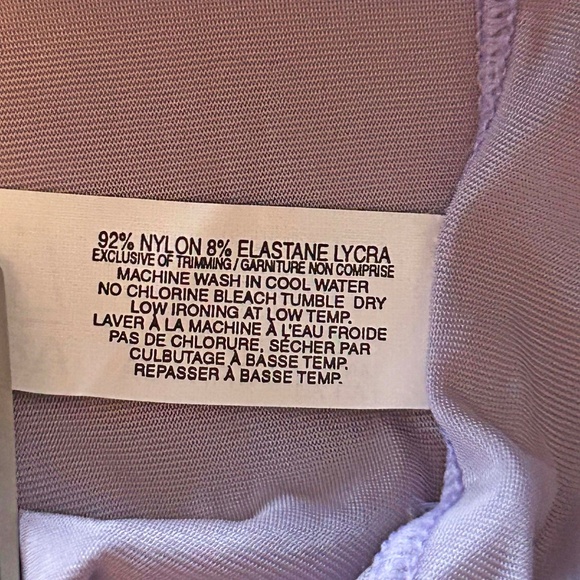 92% NYLON 8% ELASTANE LYCRA
EXCLUSIVE OF TRIMMING / GARNITURE NON COMPRISE
MACHINE WASH IN COOL WATER
NO CHLORINE BLEACH TUMBLE DRY
LOW IRONING AT LOW TEMP.
LAVER À LA MACHINE À L'EAU FROIDE
PAS DE CHLORURE, SÉCHER PAR
CULBUTAGE À BASSE TEMP.
REPASSER À BASSE TEMP.